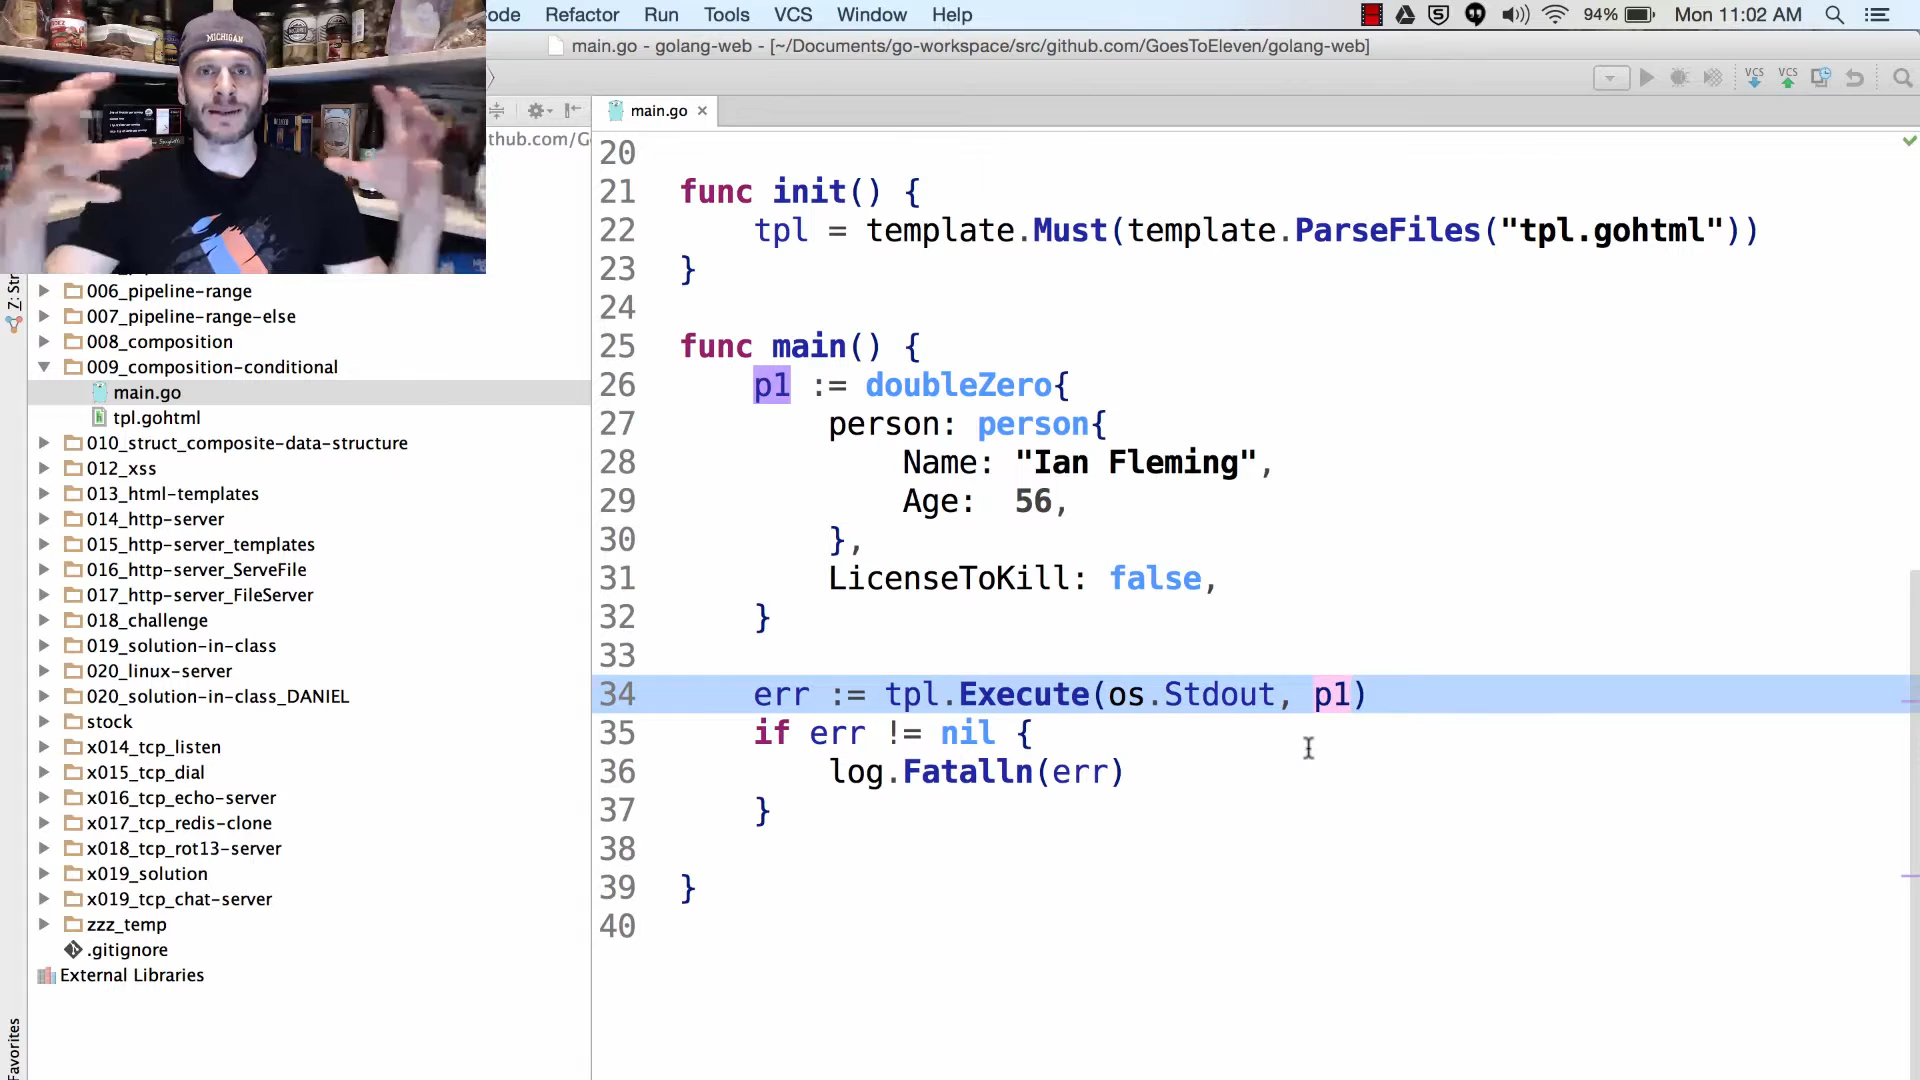 ode Refactor Run Tools VCS Window Help 94% Mon 11:02 AM
main.go - golang-web - [~/Documents/go-workspace/src/github.com/GoesToEleven/golang-web]
VCS VCS
main.go
thub.com/G
MICHIGAN
Z: Str
006_pipeline-range
007_pipeline-range-else
008_composition
009_composition-conditional
main.go
tpl.gohtml
010_struct_composite-data-structure
012_xss
013_html-templates
014_http-server
015_http-server_templates
016_http-server_ServeFile
017_http-server_FileServer
018_challenge
019_solution-in-class
020_linux-server
020_solution-in-class_DANIEL
stock
x014_tcp_listen
x015_tcp_dial
x016_tcp_echo-server
x017_tcp_redis-clone
x018_tcp_rot13-server
x019_solution
x019_tcp_chat-server
zzz_temp
.gitignore
External Libraries
Favorites
20
21 func init() {
22 tpl = template.Must(template.ParseFiles("tpl.gohtml"))
23 }
24
25 func main() {
26 p1 := doubleZero{
27 person: person{
28 Name: "Ian Fleming",
29 Age: 56,
30 },
31 LicenseToKill: false,
32 }
33
34 err := tpl.Execute(os.Stdout, p1)
35 if err != nil {
36 log.Fatalln(err)
37 }
38
39 }
40